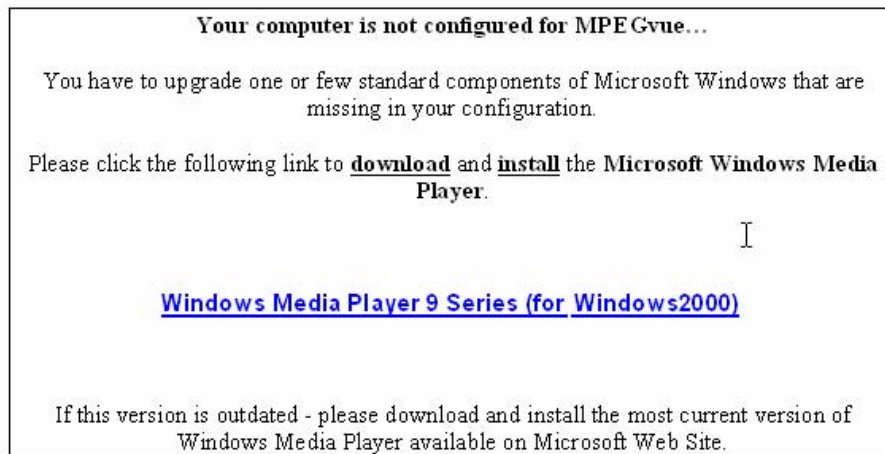 Your computer is not configured for MPEGvue...
You have to upgrade one or few standard components of Microsoft Windows that are
missing in your configuration.
Please click the following link to download and install the Microsoft Windows Media
Player.
Windows Media Player 9 Series (for Windows2000)
If this version is outdated - please download and install the most current version of
Windows Media Player available on Microsoft Web Site.